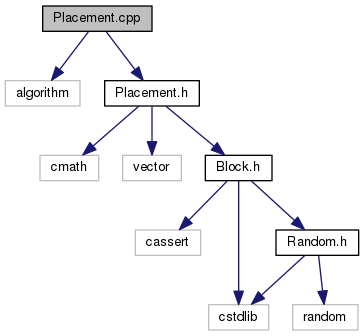 Placement.cpp
algorithm
Placement.h
cmath
vector
Block.h
cassert
Random.h
cstdlib
random